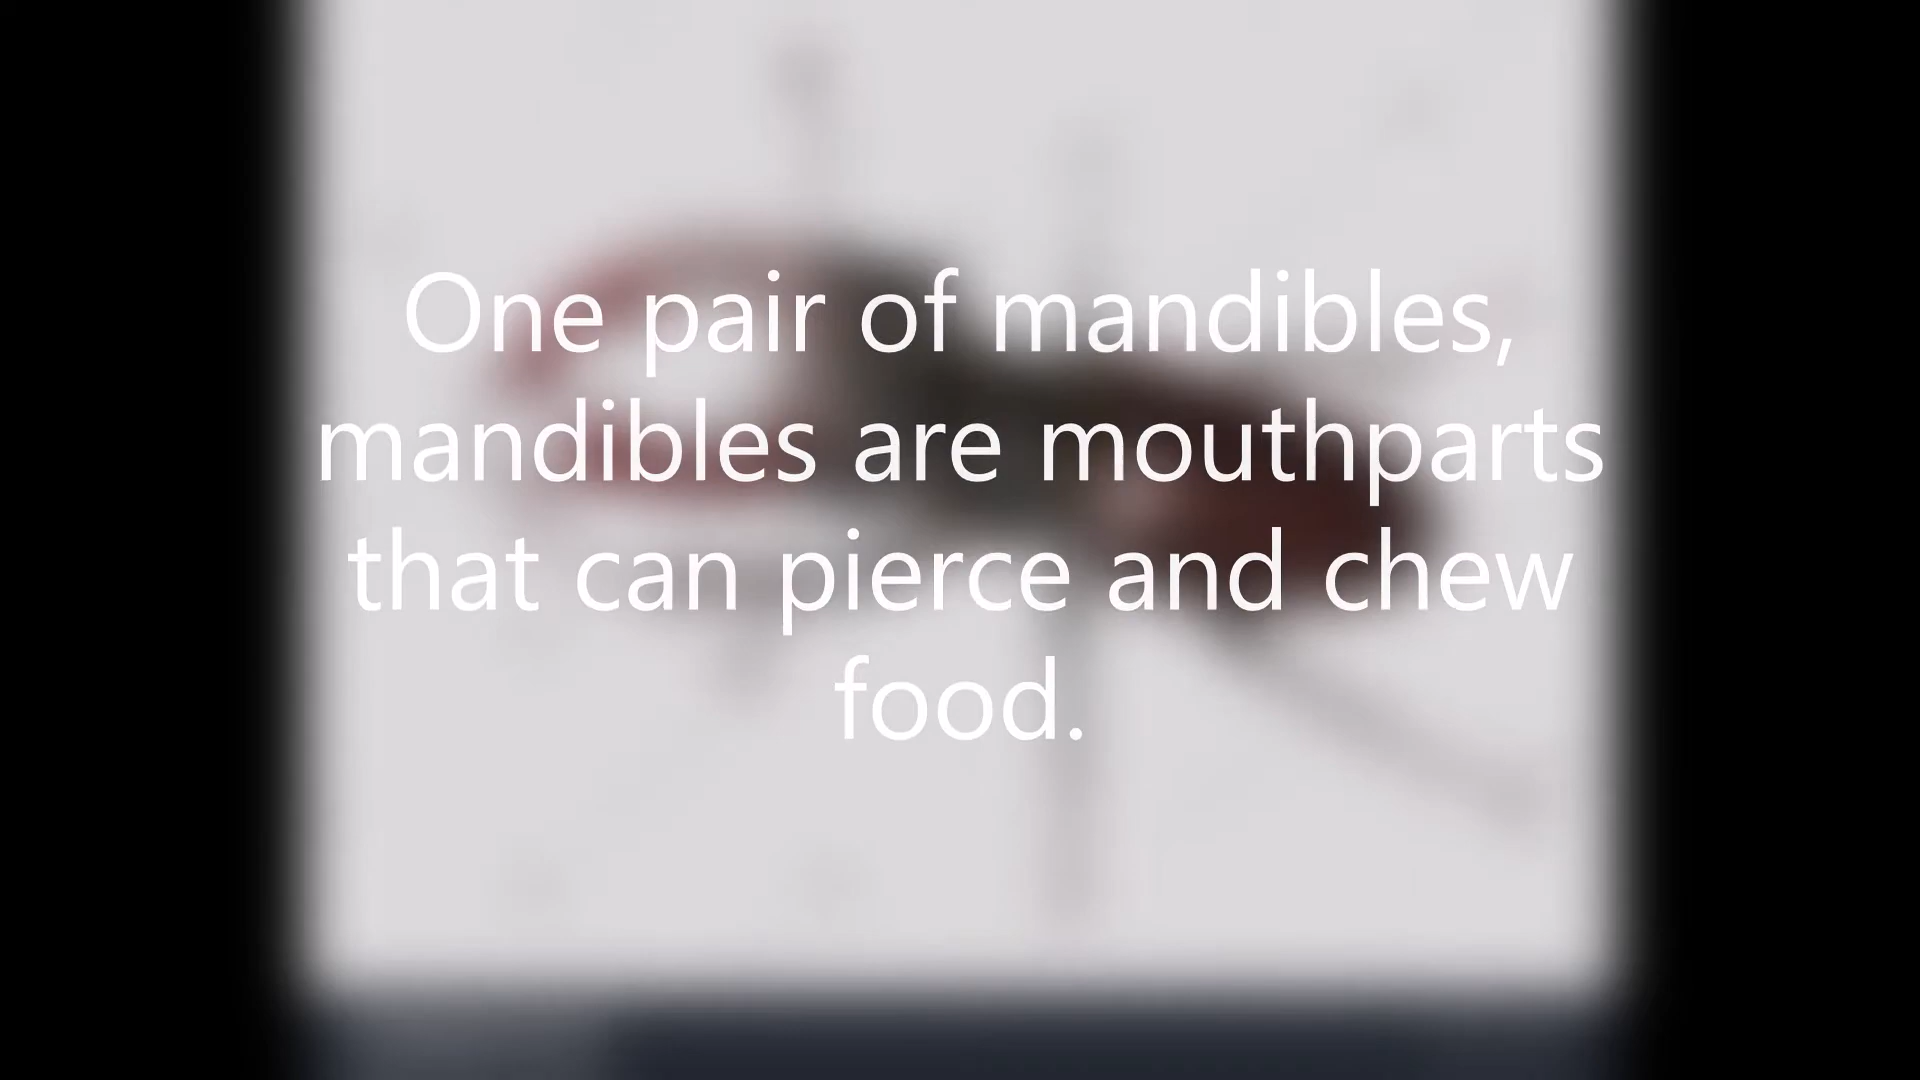 One pair of mandibles,
mandibles are mouthparts
that can pierce and chew
food.